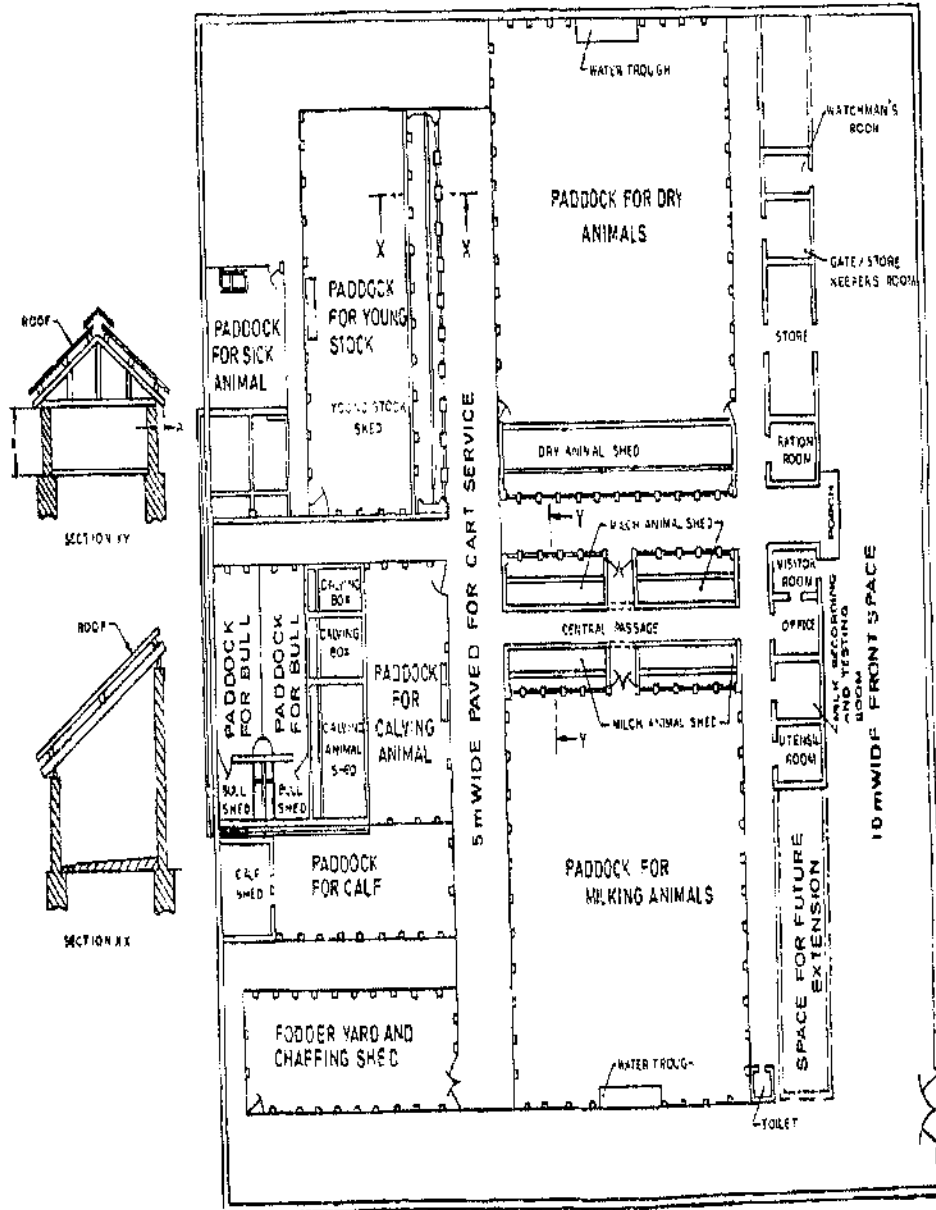 WATER TROUGH
WATCHMAN'S
ROOM
PADDOCK FOR DRY
ANIMALS
X
X
GATE/STORE
KEEPERS ROOM
PADDOCK
FOR YOUNG
STOCK
ROOF
PADDOCK
FOR SICK
ANIMAL
STORE
YOUNG STOCK
SHED
A
DRY ANIMAL SHED
RATION
ROOM
SECTION XY
5 m WIDE PAVED FOR CART SERVICE
Y
MILCH ANIMAL SHED
PORCH
VISITOR
ROOM
CALVING
BOX
CENTRAL PASSAGE
OFFICE
ROOF
CALVING
BOX
PADDOCK
FOR BULL
PADDOCK
FOR BULL
PADDOCK
FOR
CALVING
ANIMAL
MILK RECORDING
AND TESTING
ROOM
10 m WIDE FRONT SPACE
MILCH ANIMAL SHED
CALVING
ANIMAL
SHED
Y
UTENSIL
ROOM
BULL
SHED
BULL
SHED
PADDOCK
FOR CALF
CALF
SHED
PADDOCK FOR
MILKING ANIMALS
SPACE FOR FUTURE
EXTENSION
SECTION XX
FODDER YARD AND
CHAFFING SHED
WATER TROUGH
TOILET